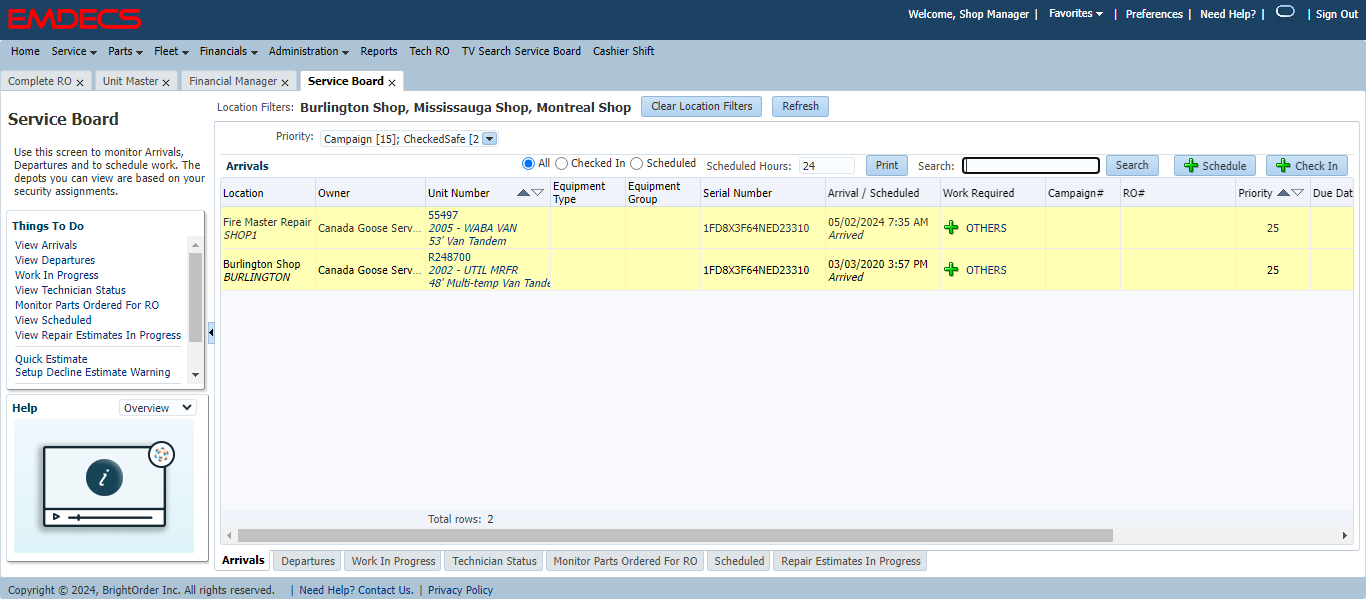 EMDECS
Welcome, Shop Manager | Favorites | Preferences | Need Help? | | Sign Out
Home Service Parts Fleet Financials Administration Reports Tech RO TV Search Service Board Cashier Shift
Complete RO Unit Master Financial Manager Service Board
Service Board
Use this screen to monitor Arrivals,
Departures and to schedule work. The
depots you can view are based on your
security assignments.
Things To Do
View Arrivals
View Departures
Work In Progress
View Technician Status
Monitor Parts Ordered For RO
View Scheduled
View Repair Estimates In Progress
Quick Estimate
Setup Decline Estimate Warning
Help Overview
i
Location Filters: Burlington Shop, Mississauga Shop, Montreal Shop Clear Location Filters Refresh
Priority: Campaign [15]; CheckedSafe [2
Arrivals All Checked In Scheduled Scheduled Hours: 24 Print Search: Search Schedule Check In
Location Owner Unit Number Equipment Type Equipment Group Serial Number Arrival / Scheduled Work Required Campaign# RO# Priority Due Dat
Fire Master Repair Canada Goose Serv... 55497 1FD8X3F64NED23310 05/02/2024 7:35 AM OTHERS 25
SHOP1 2005 - WABA VAN Arrived
53' Van Tandem
Burlington Shop Canada Goose Serv... R248700 1FD8X3F64NED23310 03/03/2020 3:57 PM OTHERS 25
BURLINGTON 2002 - UTIL MRFR Arrived
48' Multi-temp Van Tande
Total rows: 2
Arrivals Departures Work In Progress Technician Status Monitor Parts Ordered For RO Scheduled Repair Estimates In Progress
Copyright © 2024, BrightOrder Inc. All rights reserved. | Need Help? Contact Us. | Privacy Policy